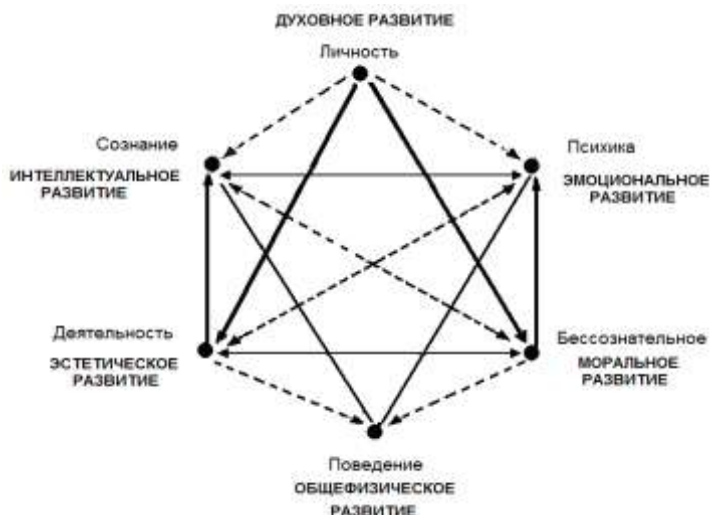 ДУХОВНОЕ РАЗВИТИЕ
Личность
Сознание
ИНТЕЛЛЕКТУАЛЬНОЕ
РАЗВИТИЕ
Психика
ЭМОЦИОНАЛЬНОЕ
РАЗВИТИЕ
Деятельность
ЭСТЕТИЧЕСКОЕ
РАЗВИТИЕ
Бессознательное
МОРАЛЬНОЕ
РАЗВИТИЕ
Поведение
ОБЩЕФИЗИЧЕСКОЕ
РАЗВИТИЕ